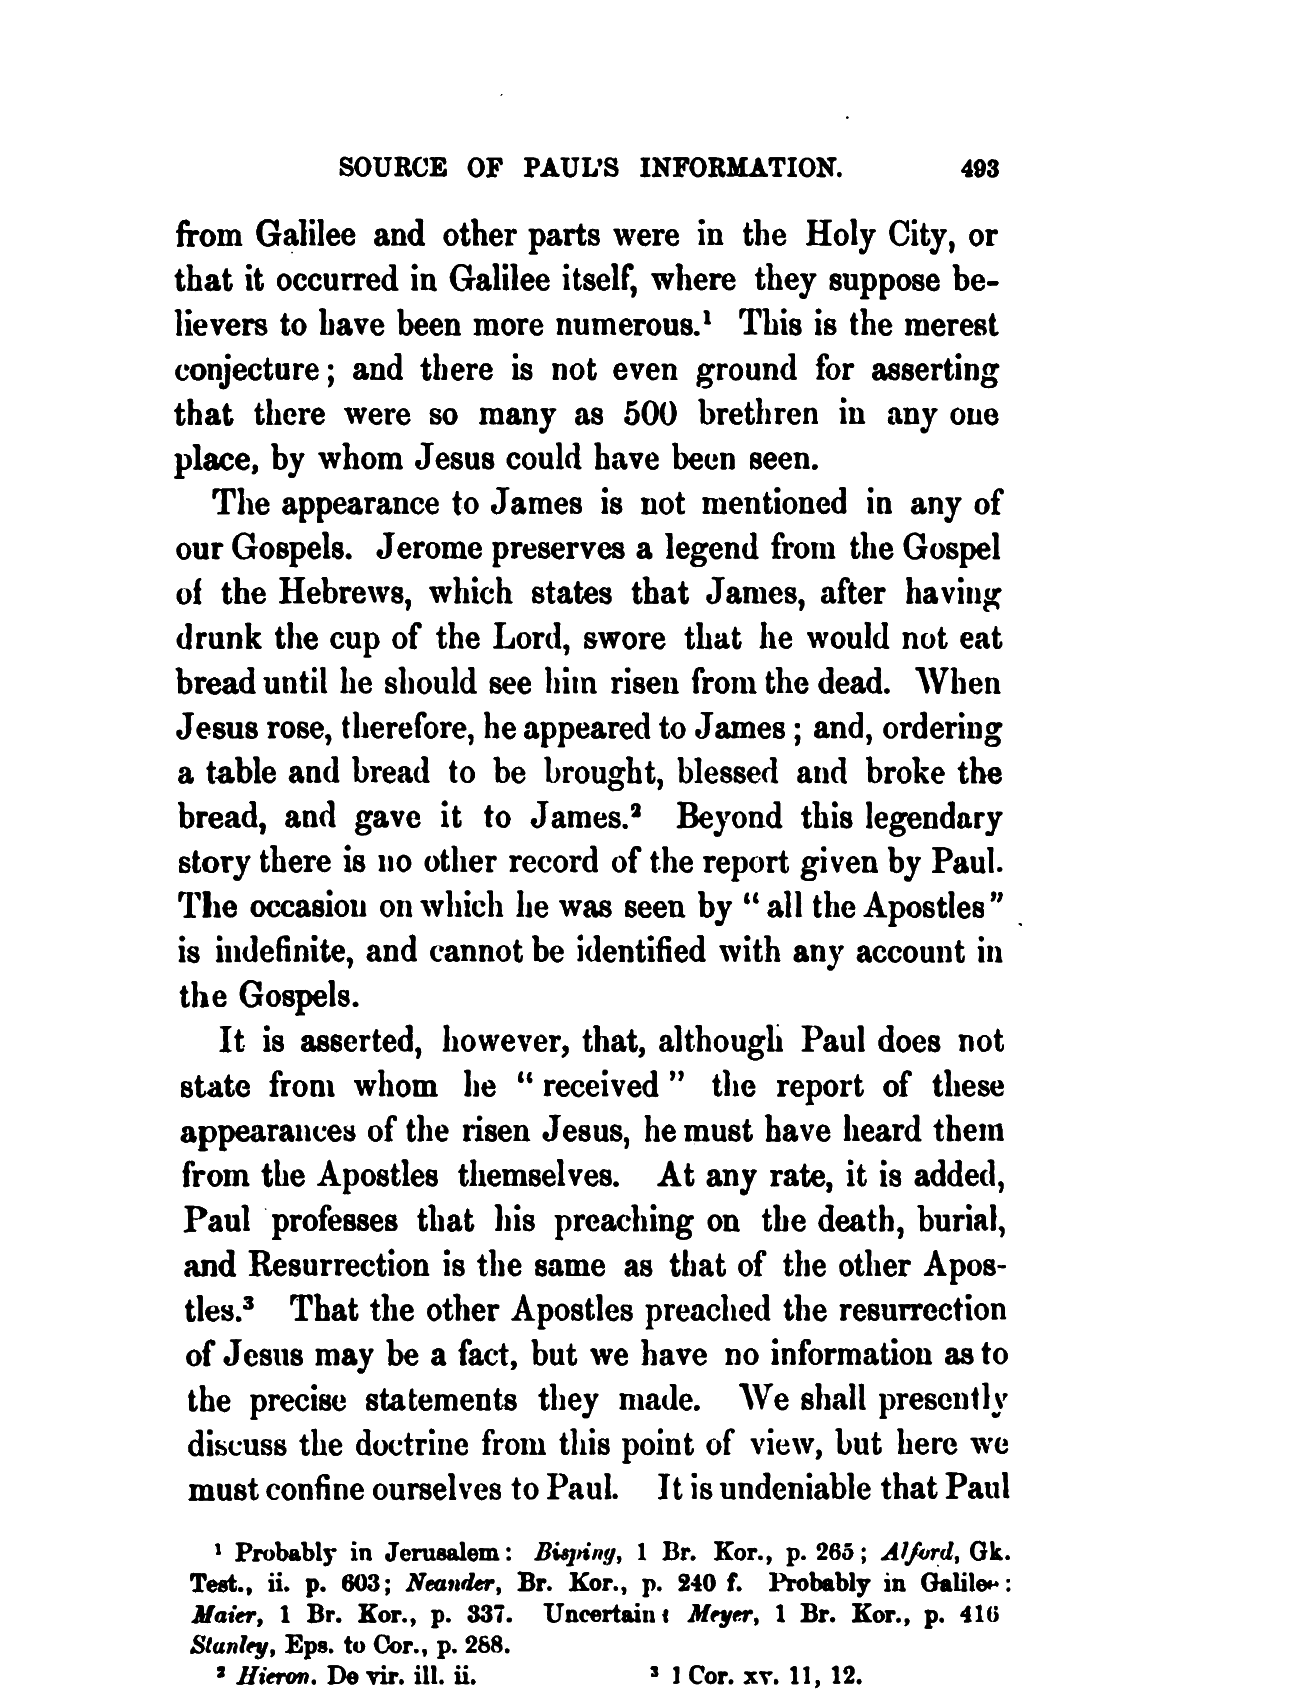 SOURCE OF PAUL'S INFORMATION. 493
from Galilee and other parts were in the Holy City, or
that it occurred in Galilee itself, where they suppose be-
lievers to have been more numerous.¹ This is the merest
conjecture; and there is not even ground for asserting
that there were so many as 500 brethren in any one
place, by whom Jesus could have been seen.
The appearance to James is not mentioned in any of
our Gospels. Jerome preserves a legend from the Gospel
of the Hebrews, which states that James, after having
drunk the cup of the Lord, swore that he would not eat
bread until he should see him risen from the dead. When
Jesus rose, therefore, he appeared to James; and, ordering
a table and bread to be brought, blessed and broke the
bread, and gave it to James.² Beyond this legendary
story there is no other record of the report given by Paul.
The occasion on which he was seen by "all the Apostles"
is indefinite, and cannot be identified with any account in
the Gospels.
It is asserted, however, that, although Paul does not
state from whom he "received" the report of these
appearances of the risen Jesus, he must have heard them
from the Apostles themselves. At any rate, it is added,
Paul professes that his preaching on the death, burial,
and Resurrection is the same as that of the other Apos-
tles.³ That the other Apostles preached the resurrection
of Jesus may be a fact, but we have no information as to
the precise statements they made. We shall presently
discuss the doctrine from this point of view, but here we
must confine ourselves to Paul. It is undeniable that Paul
¹ Probably in Jerusalem: Bisping, 1 Br. Kor., p. 265; Alford, Gk.
Test., ii. p. 603; Neander, Br. Kor., p. 240 f. Probably in Galilee:
Maier, 1 Br. Kor., p. 337. Uncertain: Meyer, 1 Br. Kor., p. 416
Stanley, Eps. to Cor., p. 288.
² Hieron. De vir. ill. ii. ³ 1 Cor. xv. 11, 12.